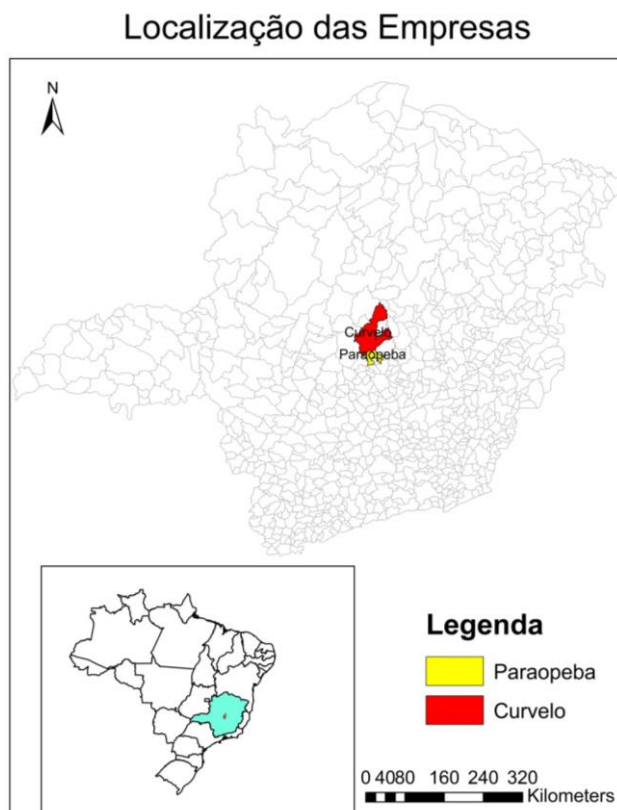 Localização das Empresas
N
Curvelo
Paraopeba
Legenda
Paraopeba
Curvelo
0 4080 160 240 320
Kilometers